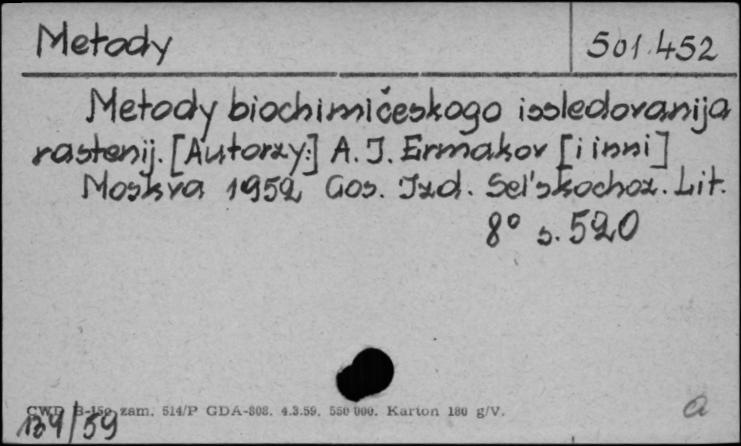 Metody 501.452
Metody biochimičeskogo issledovanija
rastenij. [Autorzy:] A. I. Ermakov [i inni]
Moskva 1952 Gos. Izd. Sel'skochoz. Lit.
8° s. 520
CWD B-150 zam. 514/P GDA-808. 4.3.59. 550 000. Karton 180 g/V. a
134/59